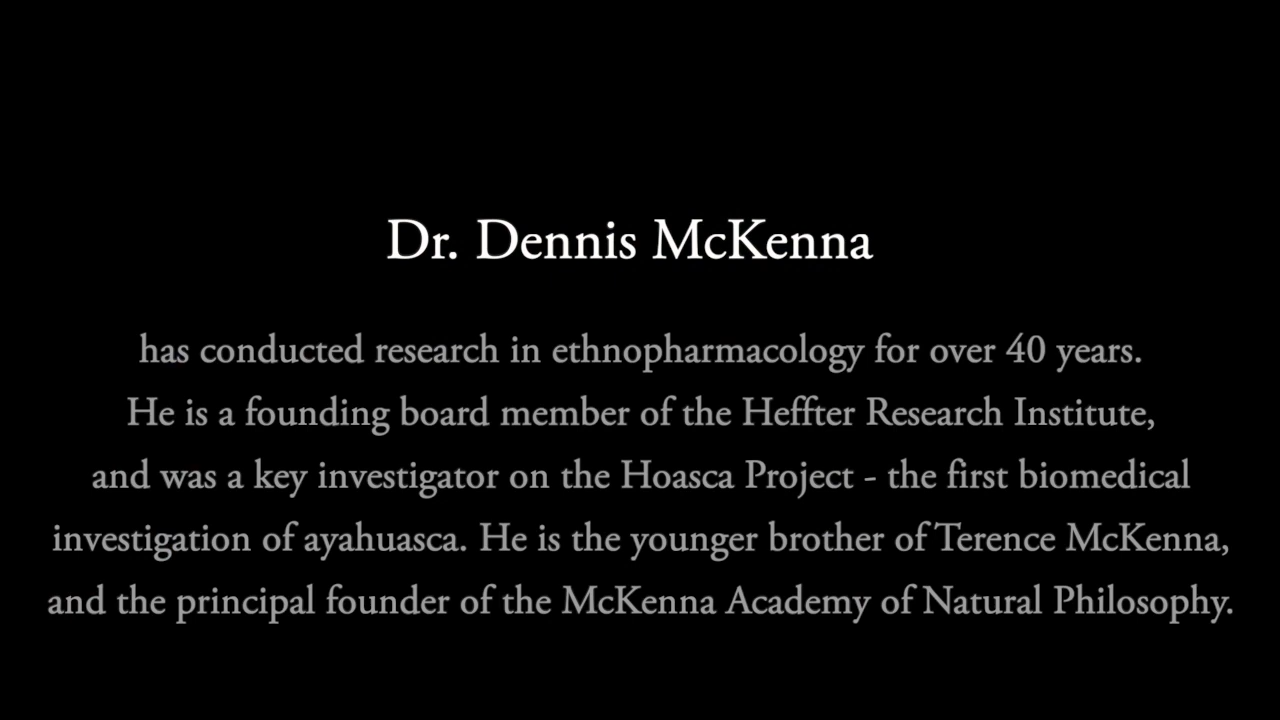 Dr. Dennis McKenna
has conducted research in ethnopharmacology for over 40 years.
He is a founding board member of the Heffter Research Institute,
and was a key investigator on the Hoasca Project - the first biomedical
investigation of ayahuasca. He is the younger brother of Terence McKenna,
and the principal founder of the McKenna Academy of Natural Philosophy.